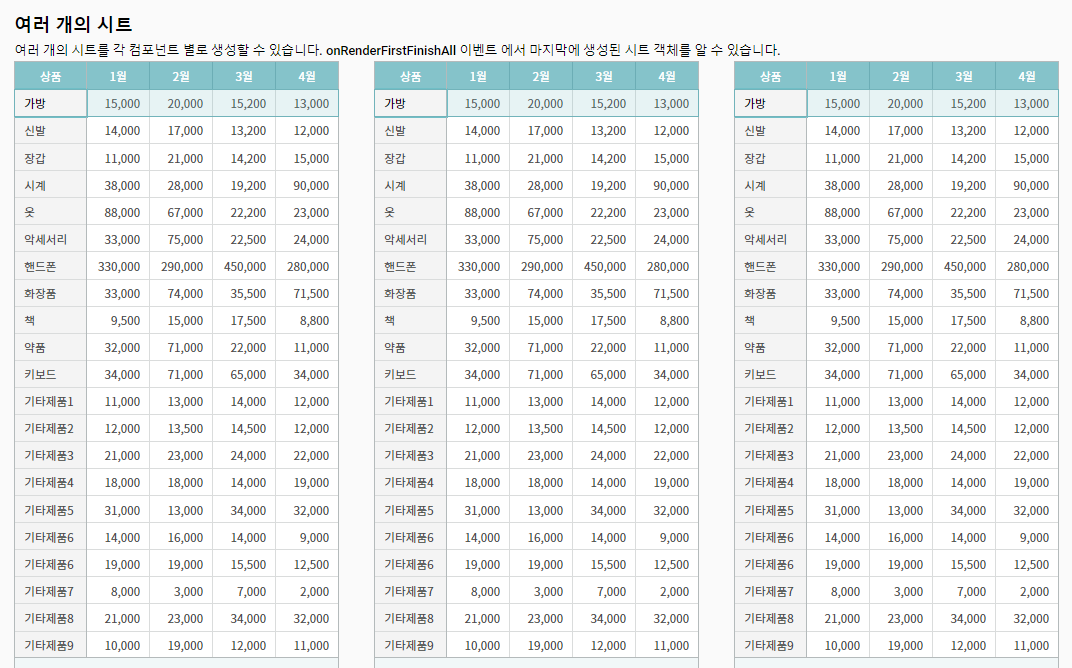 여러 개의 시트
여러 개의 시트를 각 컴포넌트 별로 생성할 수 있습니다. onRenderFirstFinishAll 이벤트 에서 마지막에 생성된 시트 객체를 알 수 있습니다.
상품 1월 2월 3월 4월 상품 1월 2월 3월 4월 상품 1월 2월 3월 4월
가방 15,000 20,000 15,200 13,000 가방 15,000 20,000 15,200 13,000 가방 15,000 20,000 15,200 13,000
신발 14,000 17,000 13,200 12,000 신발 14,000 17,000 13,200 12,000 신발 14,000 17,000 13,200 12,000
장갑 11,000 21,000 14,200 15,000 장갑 11,000 21,000 14,200 15,000 장갑 11,000 21,000 14,200 15,000
시계 38,000 28,000 19,200 90,000 시계 38,000 28,000 19,200 90,000 시계 38,000 28,000 19,200 90,000
옷 88,000 67,000 22,200 23,000 옷 88,000 67,000 22,200 23,000 옷 88,000 67,000 22,200 23,000
악세서리 33,000 75,000 22,500 24,000 악세서리 33,000 75,000 22,500 24,000 악세서리 33,000 75,000 22,500 24,000
핸드폰 330,000 290,000 450,000 280,000 핸드폰 330,000 290,000 450,000 280,000 핸드폰 330,000 290,000 450,000 280,000
화장품 33,000 74,000 35,500 71,500 화장품 33,000 74,000 35,500 71,500 화장품 33,000 74,000 35,500 71,500
책 9,500 15,000 17,500 8,800 책 9,500 15,000 17,500 8,800 책 9,500 15,000 17,500 8,800
약품 32,000 71,000 22,000 11,000 약품 32,000 71,000 22,000 11,000 약품 32,000 71,000 22,000 11,000
키보드 34,000 71,000 65,000 34,000 키보드 34,000 71,000 65,000 34,000 키보드 34,000 71,000 65,000 34,000
기타제품1 11,000 13,000 14,000 12,000 기타제품1 11,000 13,000 14,000 12,000 기타제품1 11,000 13,000 14,000 12,000
기타제품2 12,000 13,500 14,500 12,000 기타제품2 12,000 13,500 14,500 12,000 기타제품2 12,000 13,500 14,500 12,000
기타제품3 21,000 23,000 24,000 22,000 기타제품3 21,000 23,000 24,000 22,000 기타제품3 21,000 23,000 24,000 22,000
기타제품4 18,000 18,000 14,000 19,000 기타제품4 18,000 18,000 14,000 19,000 기타제품4 18,000 18,000 14,000 19,000
기타제품5 31,000 13,000 34,000 32,000 기타제품5 31,000 13,000 34,000 32,000 기타제품5 31,000 13,000 34,000 32,000
기타제품6 14,000 16,000 14,000 9,000 기타제품6 14,000 16,000 14,000 9,000 기타제품6 14,000 16,000 14,000 9,000
기타제품6 19,000 19,000 15,500 12,500 기타제품6 19,000 19,000 15,500 12,500 기타제품6 19,000 19,000 15,500 12,500
기타제품7 8,000 3,000 7,000 2,000 기타제품7 8,000 3,000 7,000 2,000 기타제품7 8,000 3,000 7,000 2,000
기타제품8 21,000 23,000 34,000 32,000 기타제품8 21,000 23,000 34,000 32,000 기타제품8 21,000 23,000 34,000 32,000
기타제품9 10,000 19,000 12,000 11,000 기타제품9 10,000 19,000 12,000 11,000 기타제품9 10,000 19,000 12,000 11,000